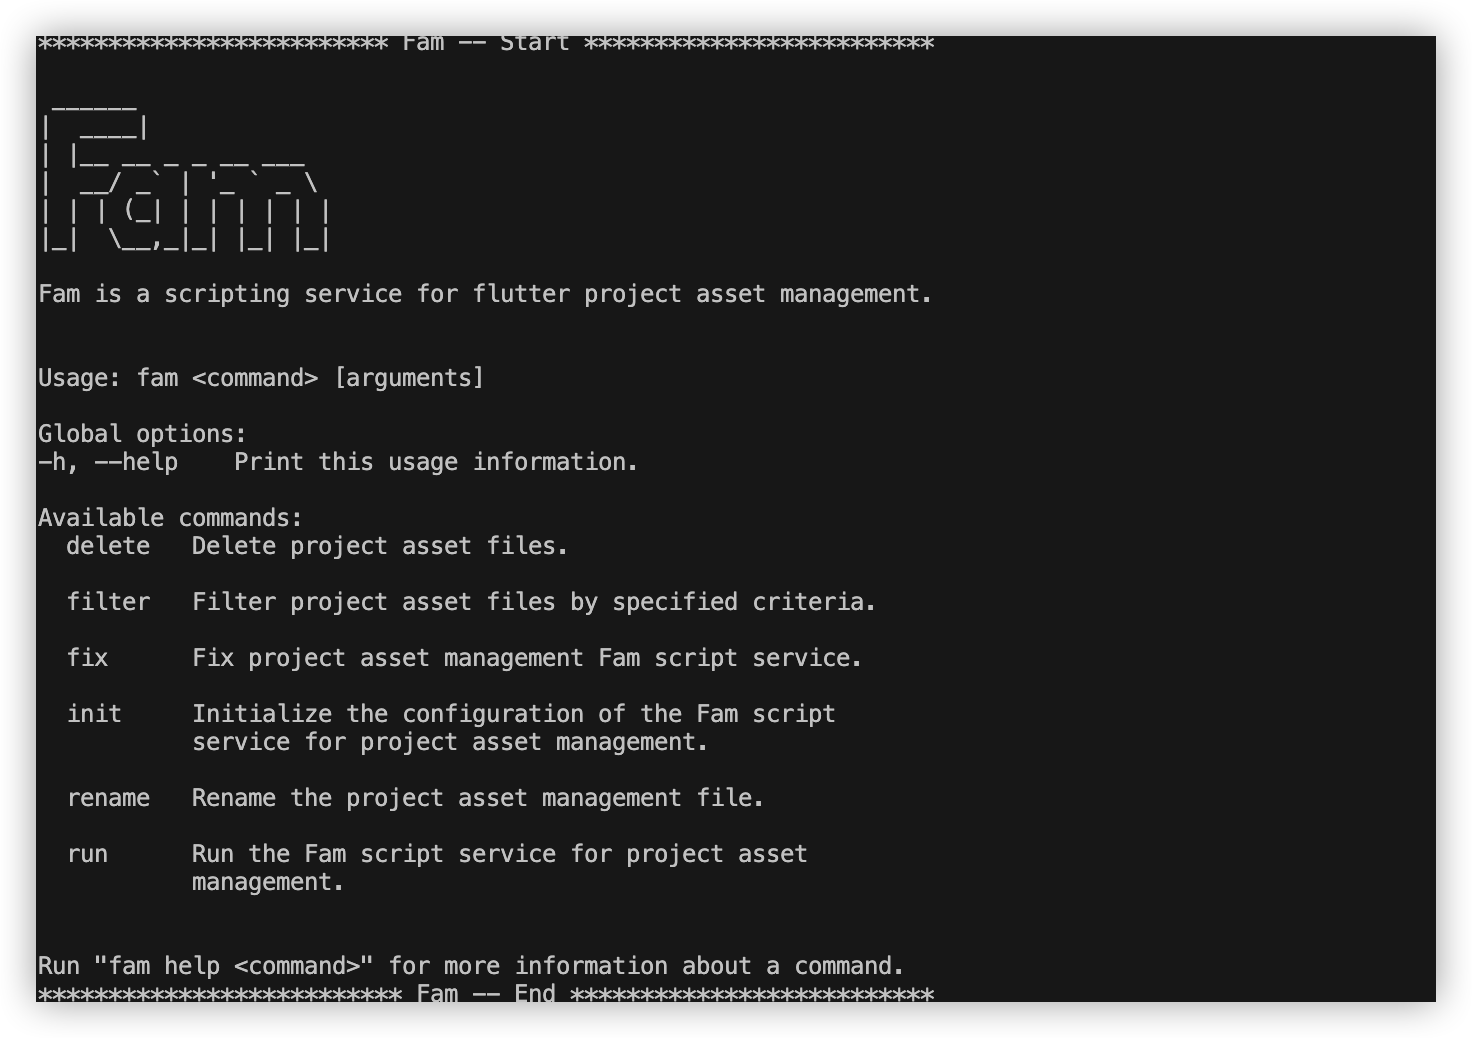 ************************* Fam -- Start *************************
 ______
|  ____|
| |__ __ _ _ __ ___
|  __/ _` | '_ ` _ \
| | | (_| | | | | | |
|_|  \__,_|_| |_| |_|
Fam is a scripting service for flutter project asset management.
Usage: fam <command> [arguments]
Global options:
-h, --help    Print this usage information.
Available commands:
  delete   Delete project asset files.
  filter   Filter project asset files by specified criteria.
  fix      Fix project asset management Fam script service.
  init     Initialize the configuration of the Fam script
           service for project asset management.
  rename   Rename the project asset management file.
  run      Run the Fam script service for project asset
           management.
Run "fam help <command>" for more information about a command.
************************** Fam -- End **************************